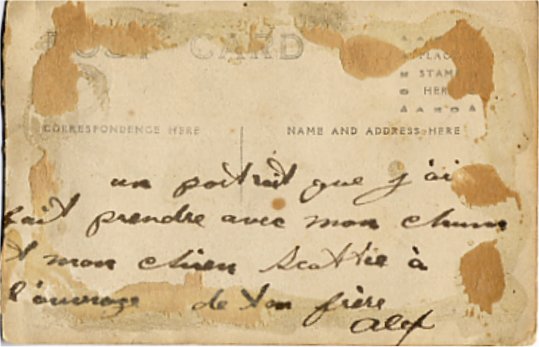 POST CARD
PLACE
STAMP
HERE
CORRESPONDENCE HERE
NAME AND ADDRESS HERE
un portrait que j'ai
fait prendre avec mon chum
t mon chien Scottie à
l'ouvrage de ton frère
Alex